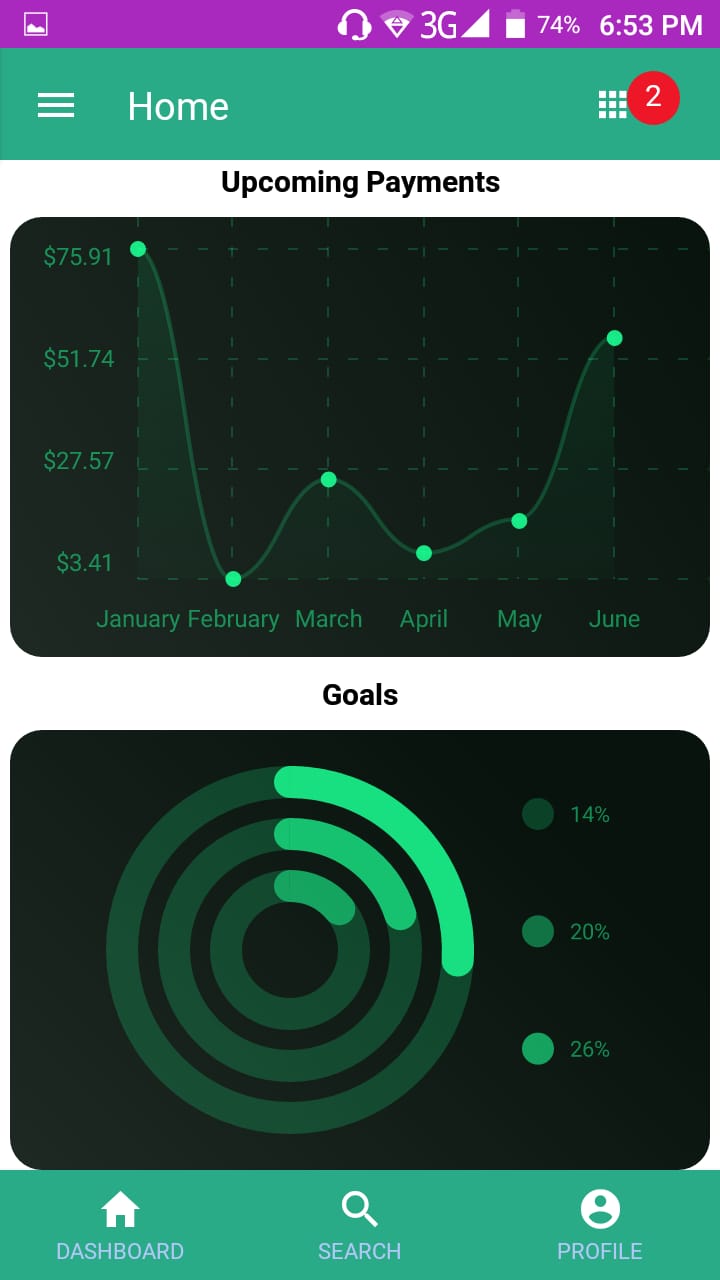 3G 74% 6:53 PM
Home
2
Upcoming Payments
$75.91
$51.74
$27.57
$3.41
January February March April May June
Goals
14%
20%
26%
DASHBOARD SEARCH PROFILE